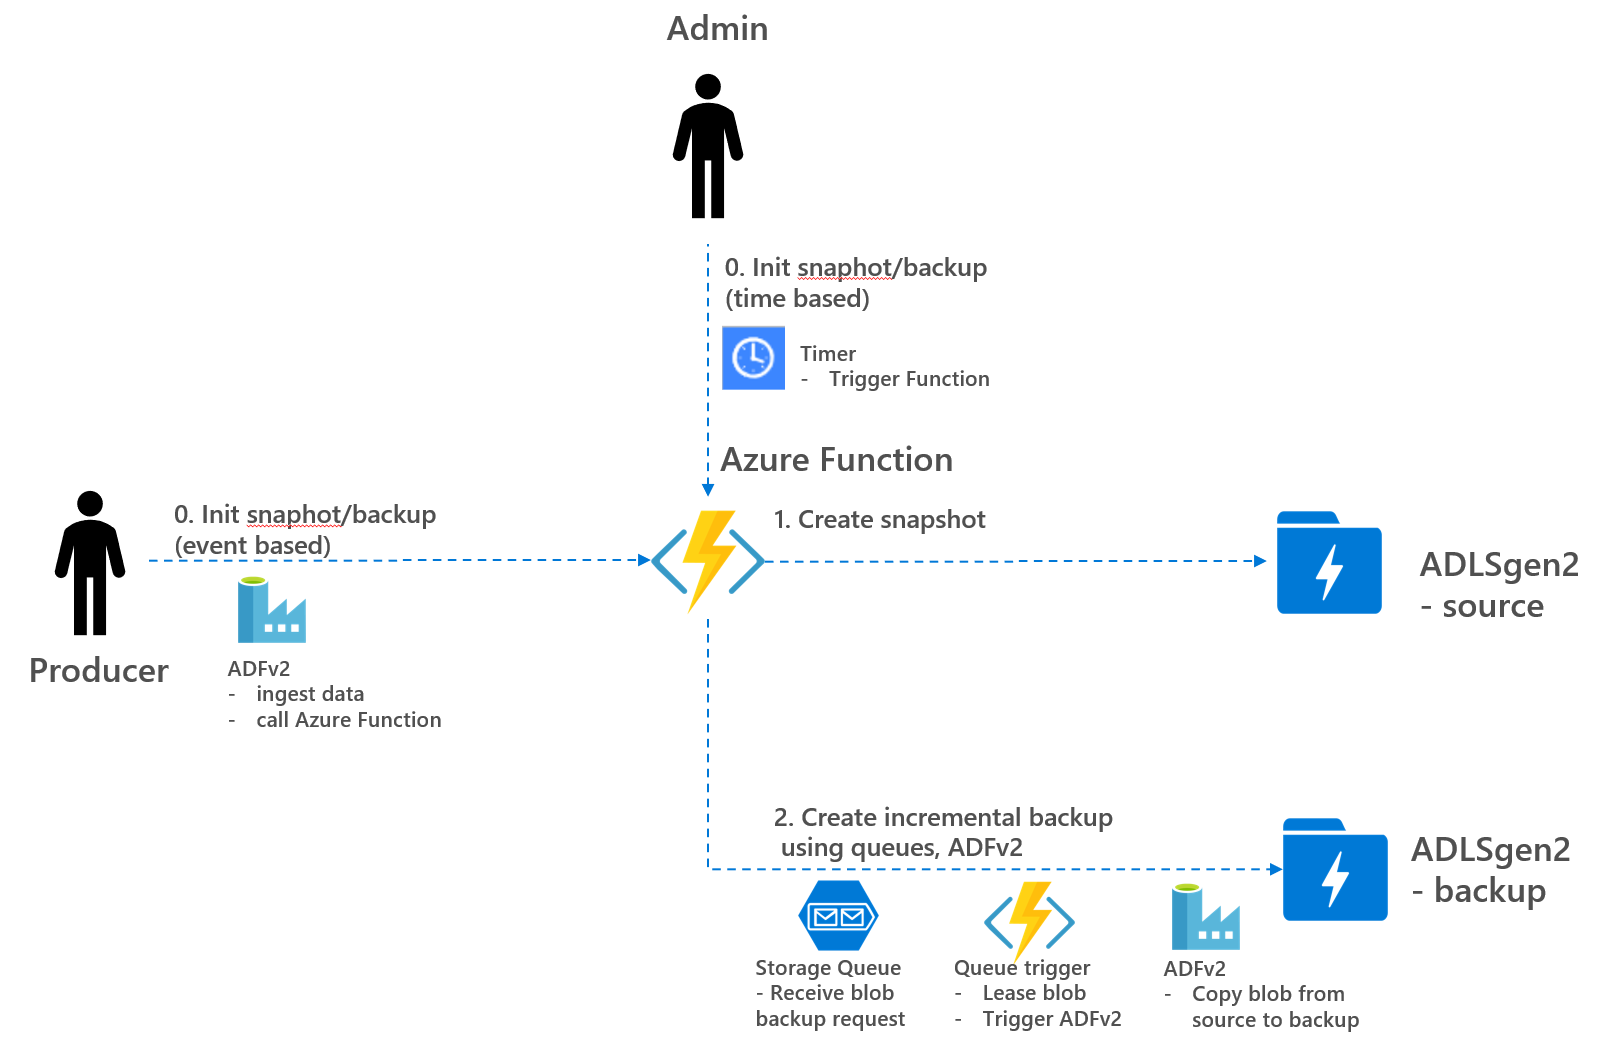 Admin
0. Init snaphot/backup
(time based)
Timer
- Trigger Function
Azure Function
0. Init snaphot/backup
(event based)
1. Create snapshot
Producer
ADFv2
- ingest data
- call Azure Function
ADLSgen2
- source
2. Create incremental backup
using queues, ADFv2
ADLSgen2
- backup
Storage Queue
- Receive blob
backup request
Queue trigger
- Lease blob
- Trigger ADFv2
ADFv2
- Copy blob from
source to backup